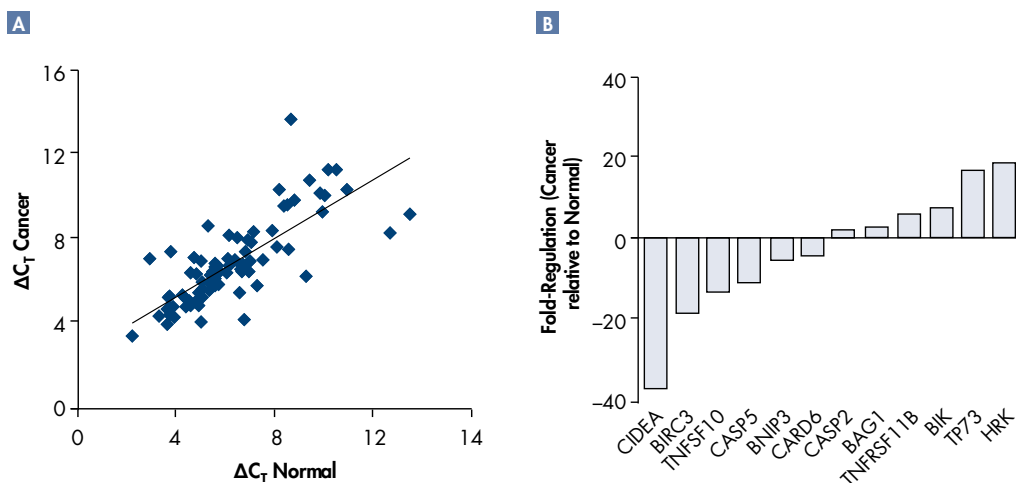 A
16
12
8
4
0
0
4
8
12
14
ΔCT Cancer
ΔCT Normal
B
40
20
0
−20
−40
Fold-Regulation (Cancer
relative to Normal)
CIDEA
BIRC3
TNFSF10
CASP5
BNIP3
CARD6
CASP2
BAG1
TNFRSF11B
BIK
TP73
HRK